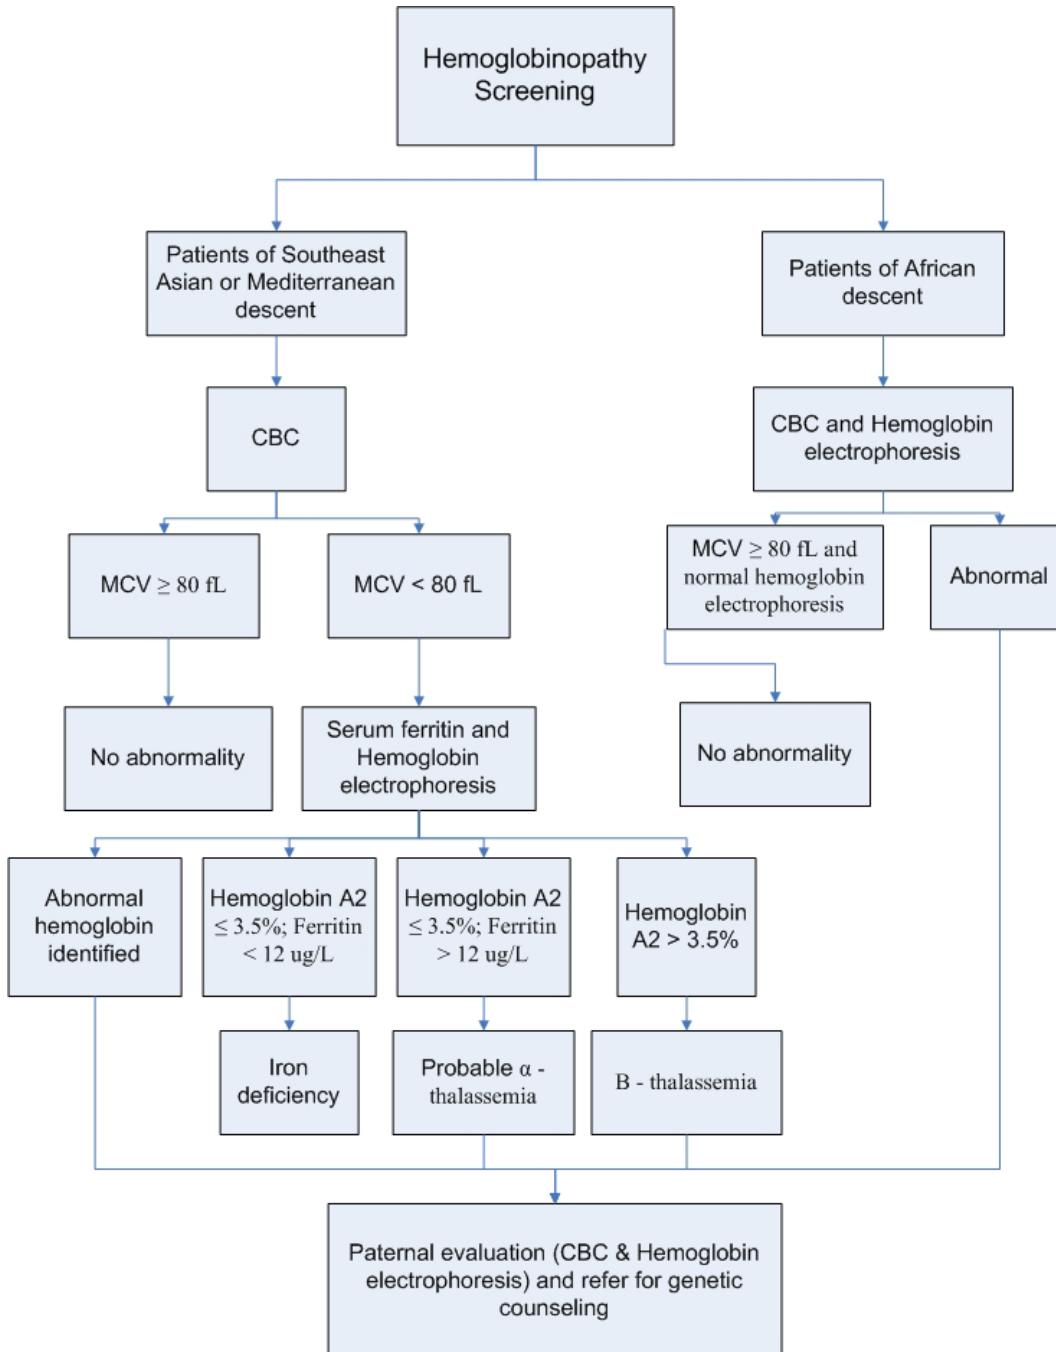 Hemoglobinopathy
Screening
Patients of Southeast
Asian or Mediterranean
descent
Patients of African
descent
CBC
CBC and Hemoglobin
electrophoresis
MCV ≥ 80 fL
MCV < 80 fL
MCV ≥ 80 fL and
normal hemoglobin
electrophoresis
Abnormal
No abnormality
Serum ferritin and
Hemoglobin
electrophoresis
No abnormality
Abnormal
hemoglobin
identified
Hemoglobin A2
≤ 3.5%; Ferritin
< 12 ug/L
Hemoglobin A2
≤ 3.5%; Ferritin
> 12 ug/L
Hemoglobin
A2 > 3.5%
Iron
deficiency
Probable α -
thalassemia
B - thalassemia
Paternal evaluation (CBC & Hemoglobin
electrophoresis) and refer for genetic
counseling